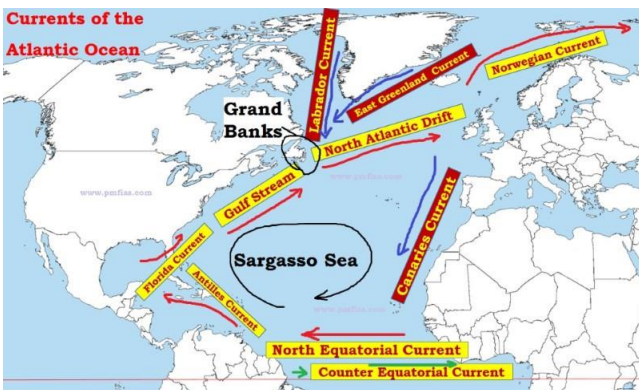 Currents of the
Atlantic Ocean
Norwegian Current
Labrador Current
East Greenland Current
Grand
Banks
North Atlantic Drift
www.pmfias.com
www.pmfias.com
Gulf Stream
Canaries Current
Florida Current
Sargasso Sea
Antilles Current
www.pmfias.com
North Equatorial Current
Counter Equatorial Current